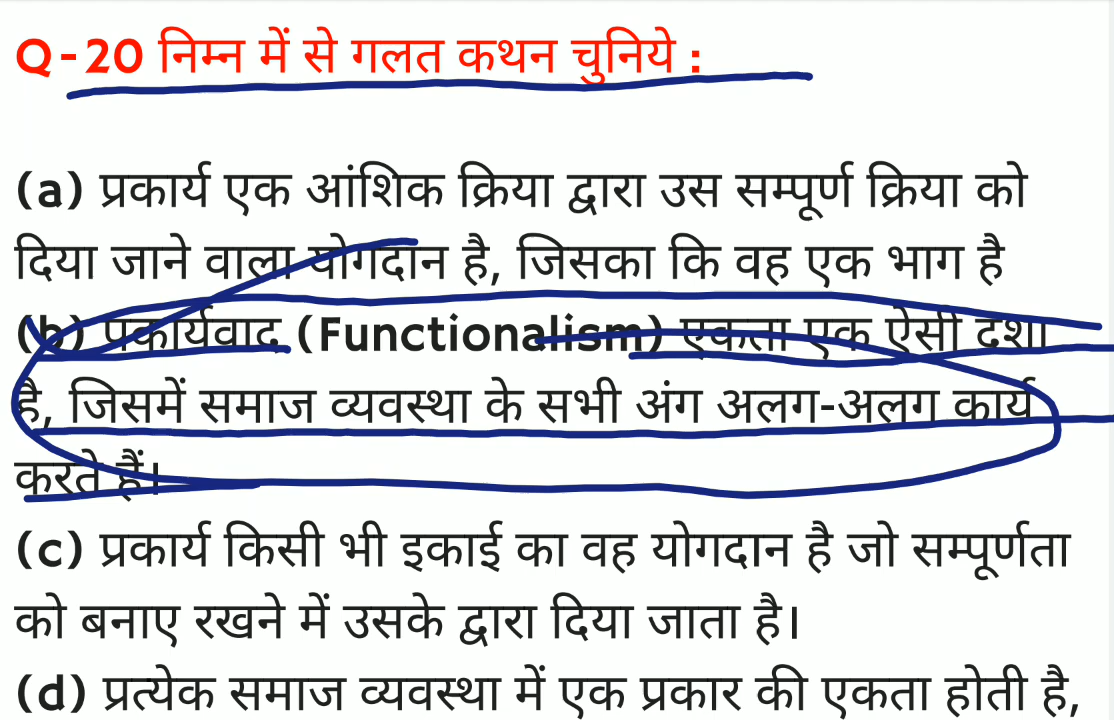 Q-20 निम्न में से गलत कथन चुनिये :
(a) प्रकार्य एक आंशिक क्रिया द्वारा उस सम्पूर्ण क्रिया को
दिया जाने वाला योगदान है, जिसका कि वह एक भाग है
(b) प्रकार्यवाद (Functionalism) एकता एक ऐसी दशा
है, जिसमें समाज व्यवस्था के सभी अंग अलग-अलग कार्य
करते हैं।
(c) प्रकार्य किसी भी इकाई का वह योगदान है जो सम्पूर्णता
को बनाए रखने में उसके द्वारा दिया जाता है।
(d) प्रत्येक समाज व्यवस्था में एक प्रकार की एकता होती है,